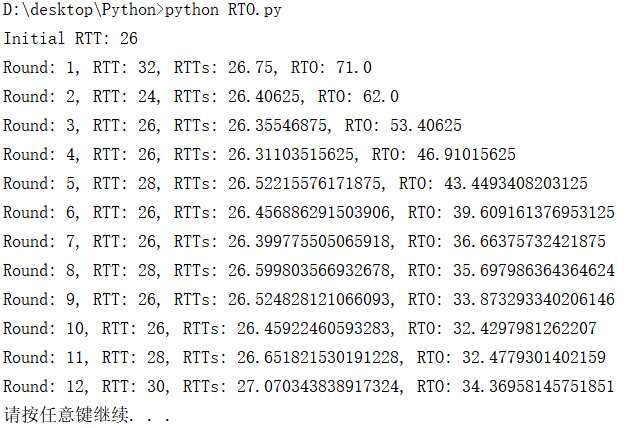 D:\desktop\Python>python RTO.py
Initial RTT: 26
Round: 1, RTT: 32, RTTs: 26.75, RTO: 71.0
Round: 2, RTT: 24, RTTs: 26.40625, RTO: 62.0
Round: 3, RTT: 26, RTTs: 26.35546875, RTO: 53.40625
Round: 4, RTT: 26, RTTs: 26.31103515625, RTO: 46.91015625
Round: 5, RTT: 28, RTTs: 26.52215576171875, RTO: 43.4493408203125
Round: 6, RTT: 26, RTTs: 26.456886291503906, RTO: 39.609161376953125
Round: 7, RTT: 26, RTTs: 26.399775505065918, RTO: 36.66375732421875
Round: 8, RTT: 28, RTTs: 26.599803566932678, RTO: 35.697986364364624
Round: 9, RTT: 26, RTTs: 26.524828121066093, RTO: 33.873293340206146
Round: 10, RTT: 26, RTTs: 26.45922460593283, RTO: 32.4297981262207
Round: 11, RTT: 28, RTTs: 26.651821530191228, RTO: 32.4779301402159
Round: 12, RTT: 30, RTTs: 27.070343838917324, RTO: 34.36958145751851
请按任意键继续. . .